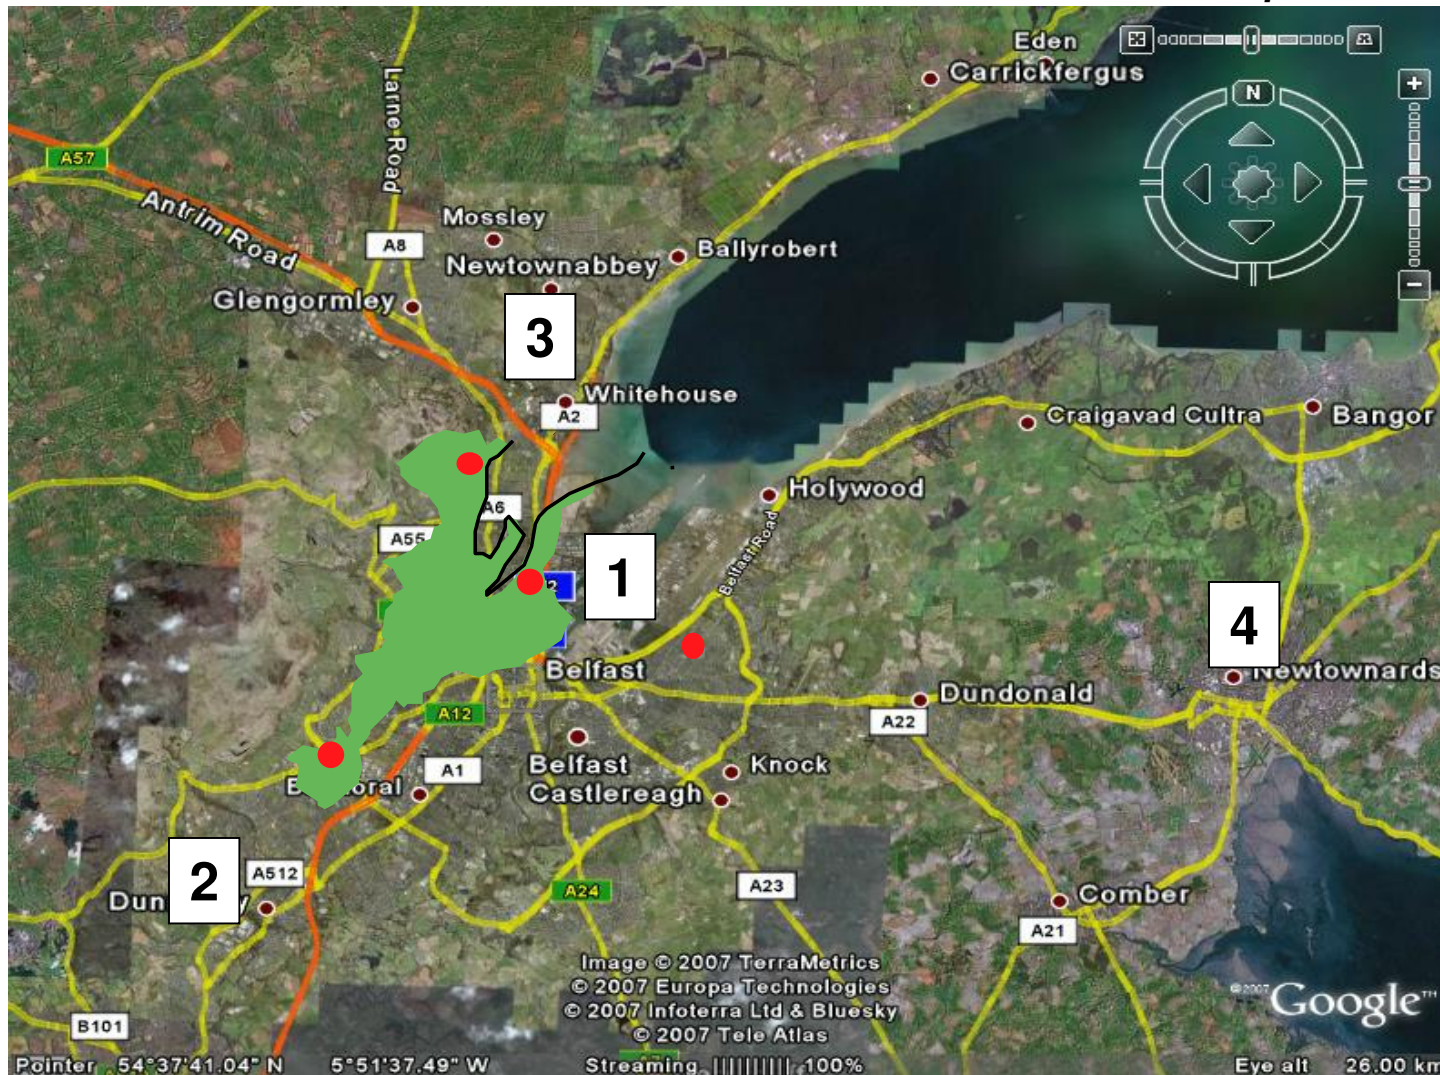 Eden
Carrickfergus
N
Larne Road
A57
Antrim Road
Mossley
A8
Newtownabbey
Ballyrobert
Glengormley
3
Whitehouse
A2
Craigavad Cultra
Bangor
Holywood
A6
A55
Belfast Road
1
4
Belfast
Newtownards
Dundonald
A12
A22
Belfast
Knock
A1
Castlereagh
2
A512
A24
A23
Comber
A21
Image © 2007 TerraMetrics
© 2007 Europa Technologies
© 2007 Infoterra Ltd & Bluesky
© 2007 Tele Atlas
©2007 Google™
B101
Pointer 54°37'41.04" N 5°51'37.49" W Streaming 100% Eye alt 26.00 km